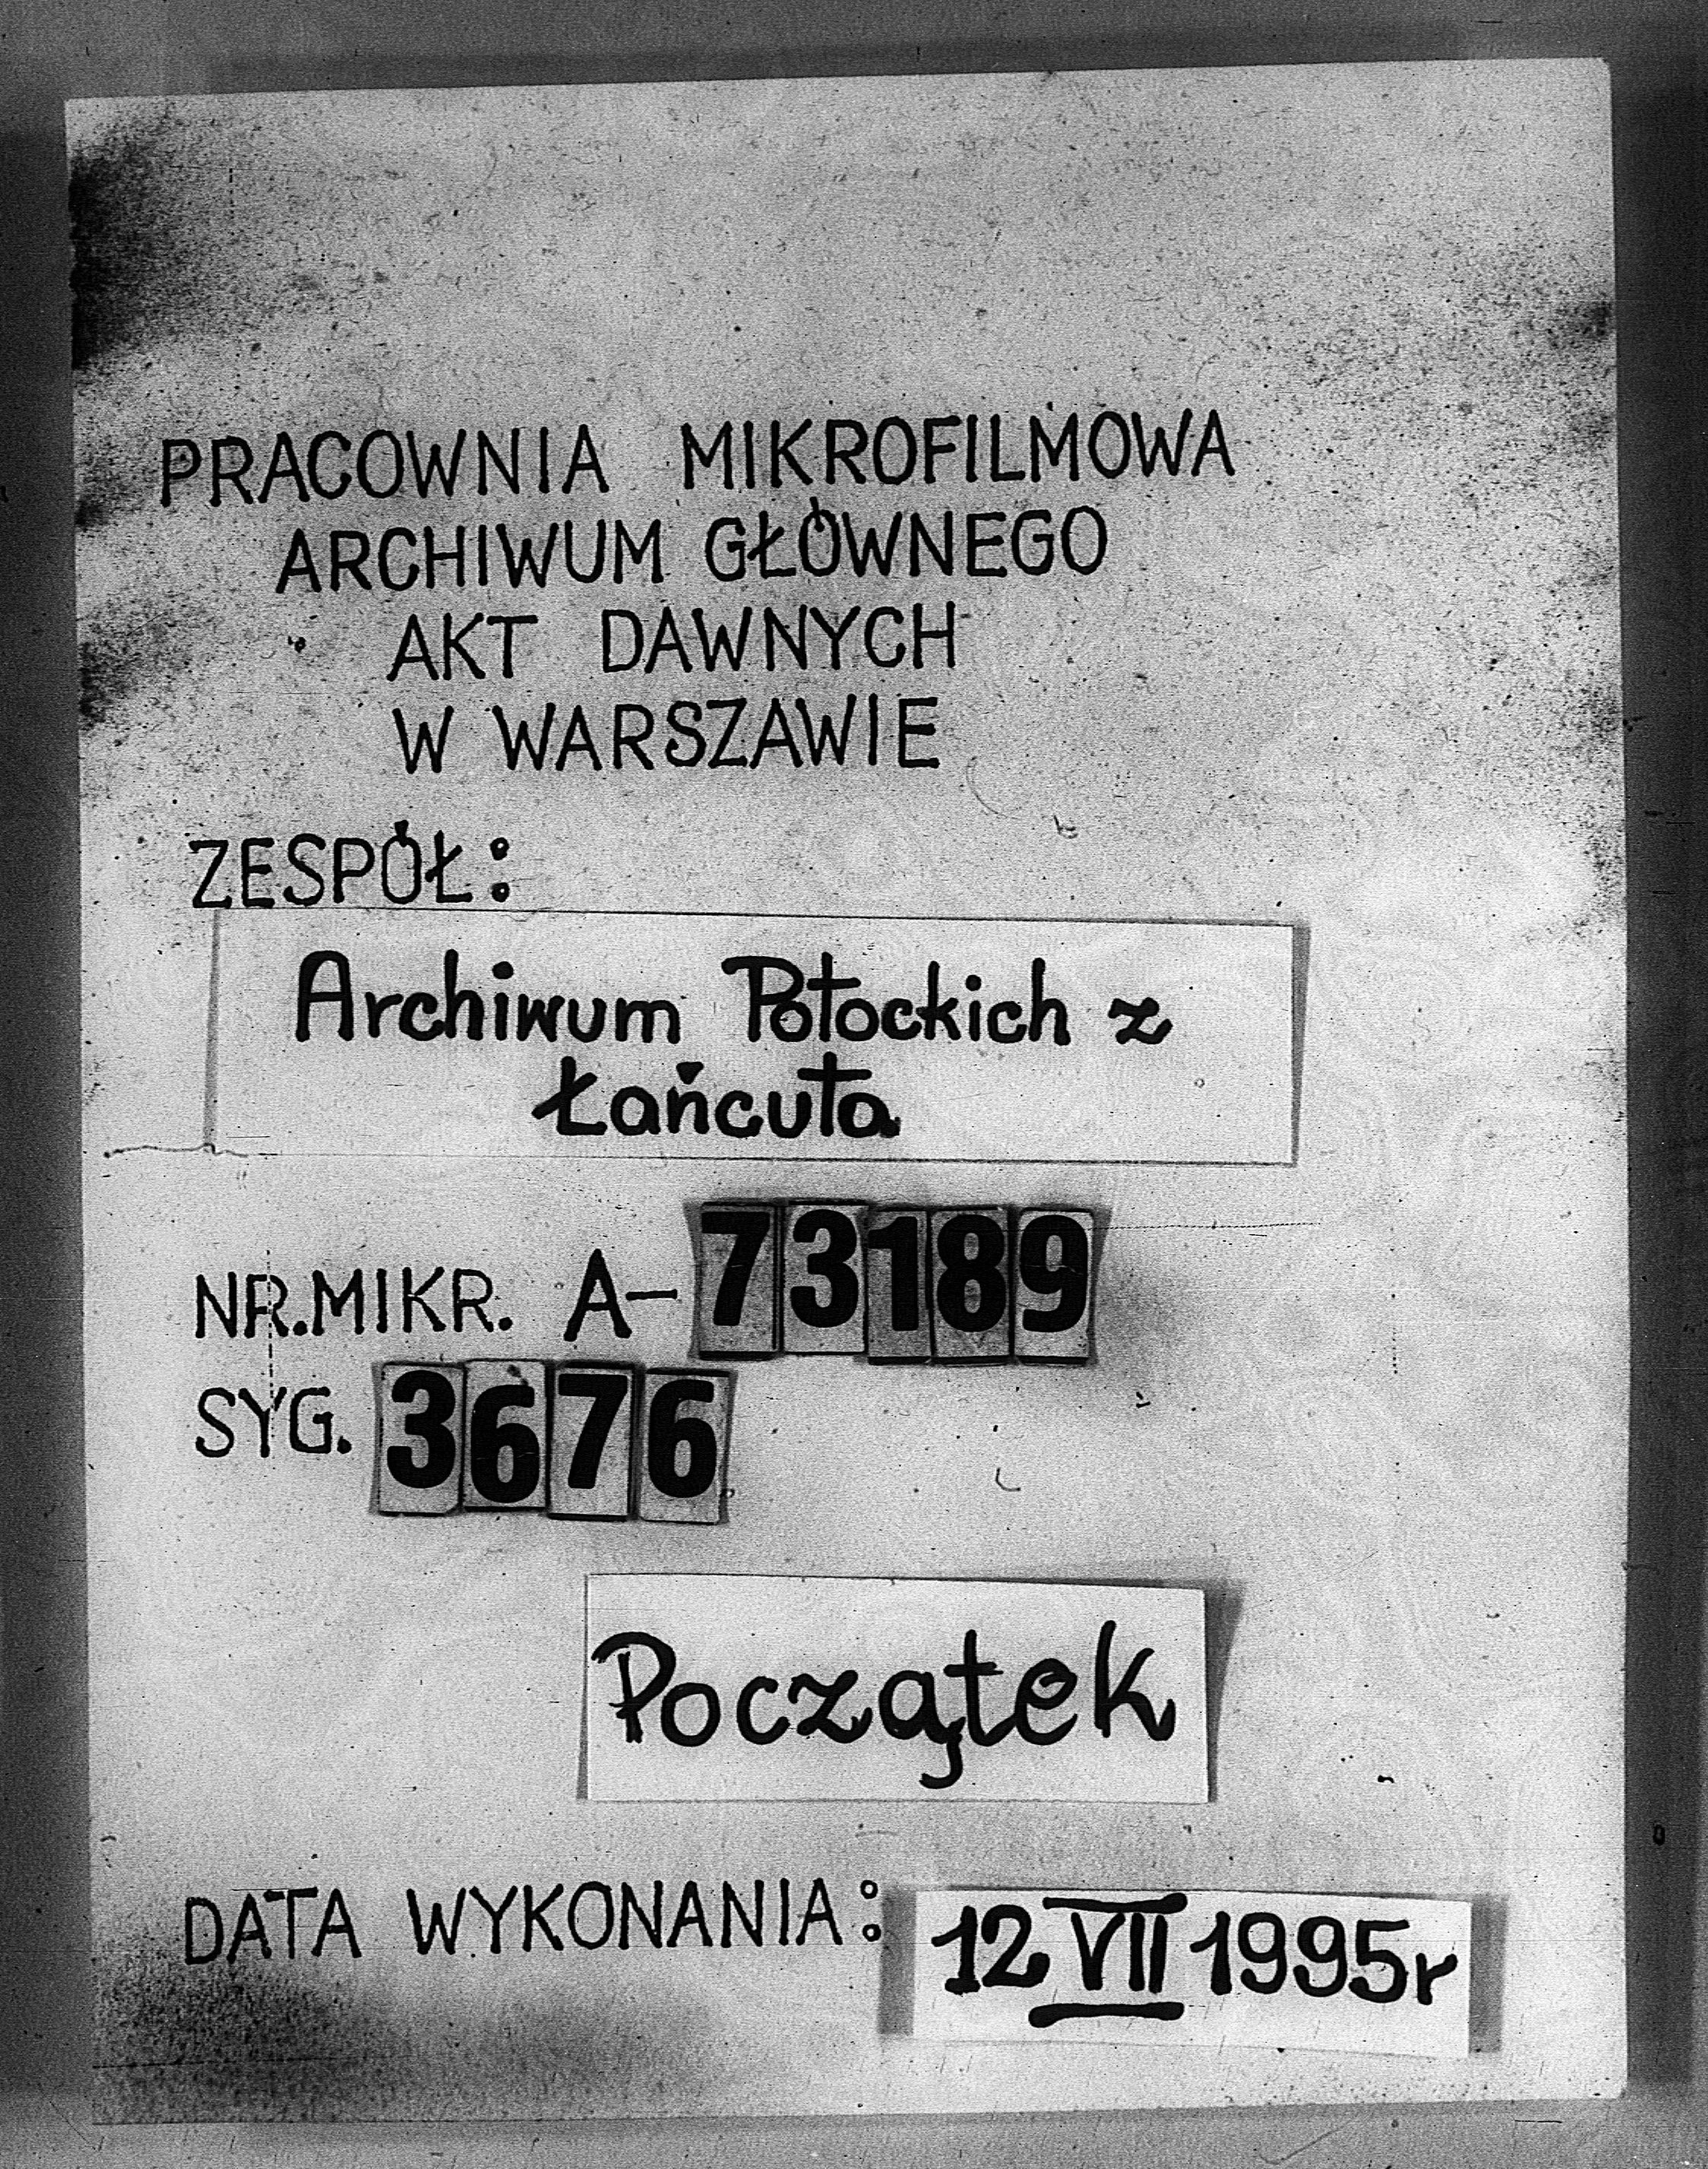 PRACOWNIA MIKROFILMOWA
ARCHIWUM GŁÓWNEGO
AKT DAWNYCH
W WARSZAWIE
ZESPÓŁ:
Archiwum Potockich z
Łańcuta
NR.MIKR. A-73189
SYG. 3676
Początek
DATA WYKONANIA: 12 VII 1995r